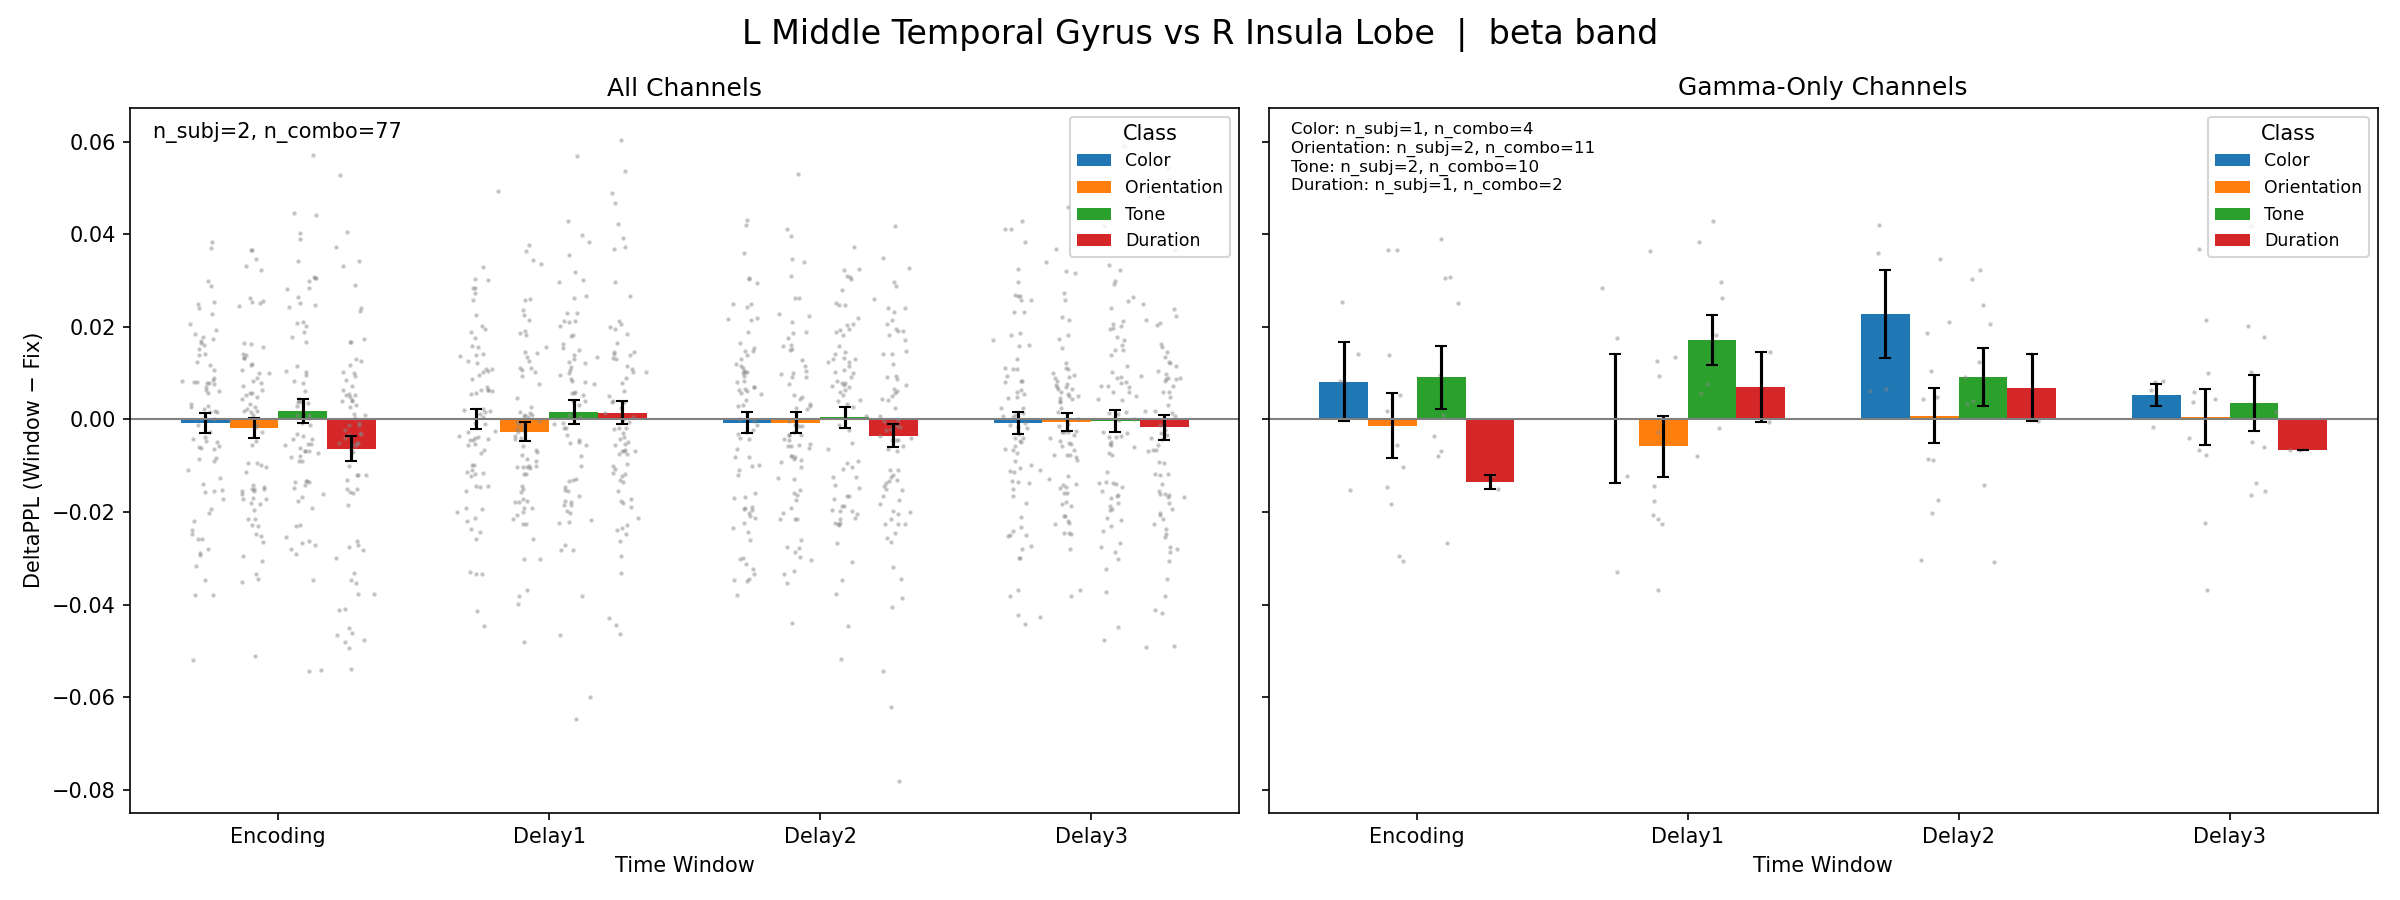 L Middle Temporal Gyrus vs R Insula Lobe | beta band
All Channels
n_subj=2, n_combo=77
Class
Color
Orientation
Tone
Duration
DeltaPPL (Window − Fix)
0.06
0.04
0.02
0.00
−0.02
−0.04
−0.06
−0.08
Encoding
Delay1
Delay2
Delay3
Time Window
Gamma-Only Channels
Color: n_subj=1, n_combo=4
Orientation: n_subj=2, n_combo=11
Tone: n_subj=2, n_combo=10
Duration: n_subj=1, n_combo=2
Class
Color
Orientation
Tone
Duration
Encoding
Delay1
Delay2
Delay3
Time Window